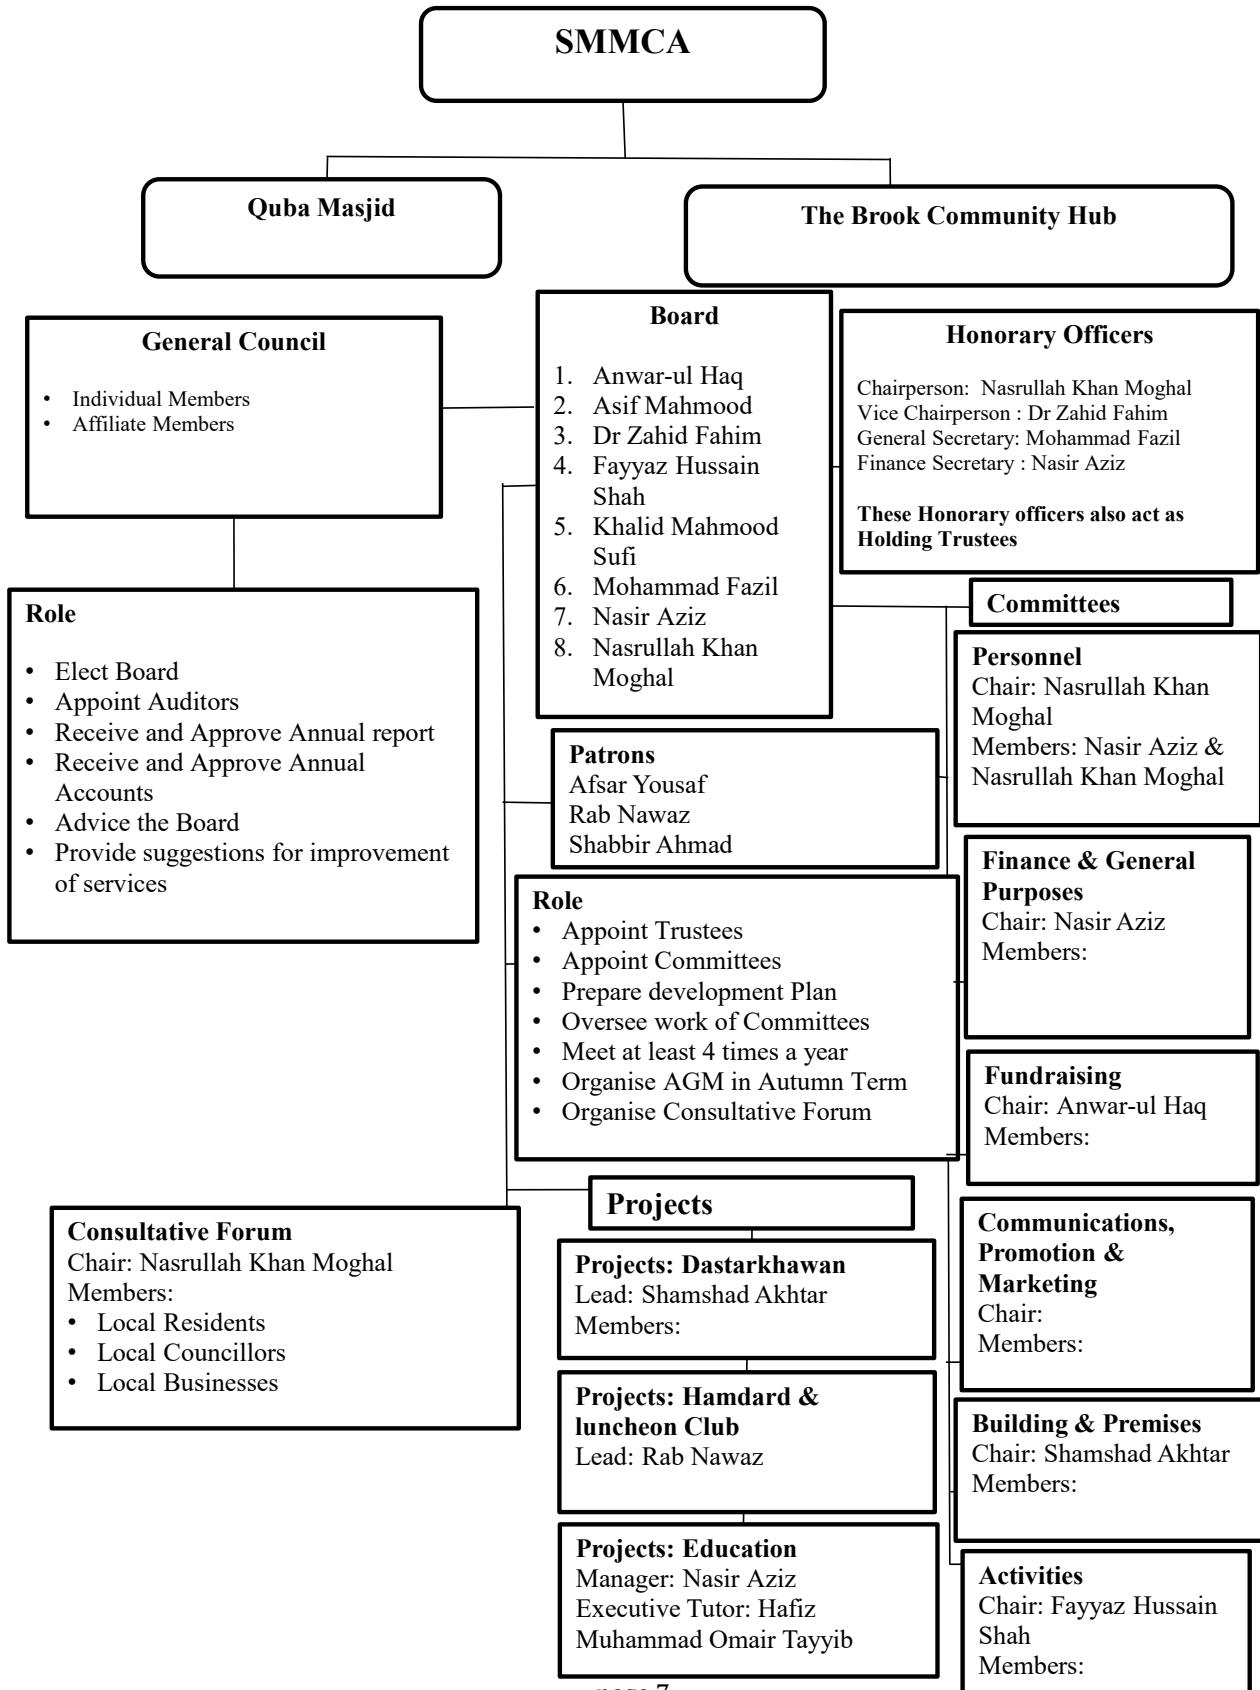 SMMCA
Quba Masjid
The Brook Community Hub
General Council
• Individual Members
• Affiliate Members
Board
1. Anwar-ul Haq
2. Asif Mahmood
3. Dr Zahid Fahim
4. Fayyaz Hussain
Shah
5. Khalid Mahmood
Sufi
6. Mohammad Fazil
7. Nasir Aziz
8. Nasrullah Khan
Moghal
Honorary Officers
Chairperson: Nasrullah Khan Moghal
Vice Chairperson : Dr Zahid Fahim
General Secretary: Mohammad Fazil
Finance Secretary : Nasir Aziz
These Honorary officers also act as
Holding Trustees
Role
• Elect Board
• Appoint Auditors
• Receive and Approve Annual report
• Receive and Approve Annual
Accounts
• Advice the Board
• Provide suggestions for improvement
of services
Patrons
Afsar Yousaf
Rab Nawaz
Shabbir Ahmad
Role
• Appoint Trustees
• Appoint Committees
• Prepare development Plan
• Oversee work of Committees
• Meet at least 4 times a year
• Organise AGM in Autumn Term
• Organise Consultative Forum
Committees
Personnel
Chair: Nasrullah Khan
Moghal
Members: Nasir Aziz &
Nasrullah Khan Moghal
Finance & General
Purposes
Chair: Nasir Aziz
Members:
Fundraising
Chair: Anwar-ul Haq
Members:
Communications,
Promotion &
Marketing
Chair:
Members:
Building & Premises
Chair: Shamshad Akhtar
Members:
Activities
Chair: Fayyaz Hussain
Shah
Members:
Consultative Forum
Chair: Nasrullah Khan Moghal
Members:
• Local Residents
• Local Councillors
• Local Businesses
Projects
Projects: Dastarkhawan
Lead: Shamshad Akhtar
Members:
Projects: Hamdard &
luncheon Club
Lead: Rab Nawaz
Projects: Education
Manager: Nasir Aziz
Executive Tutor: Hafiz
Muhammad Omair Tayyib
page 7